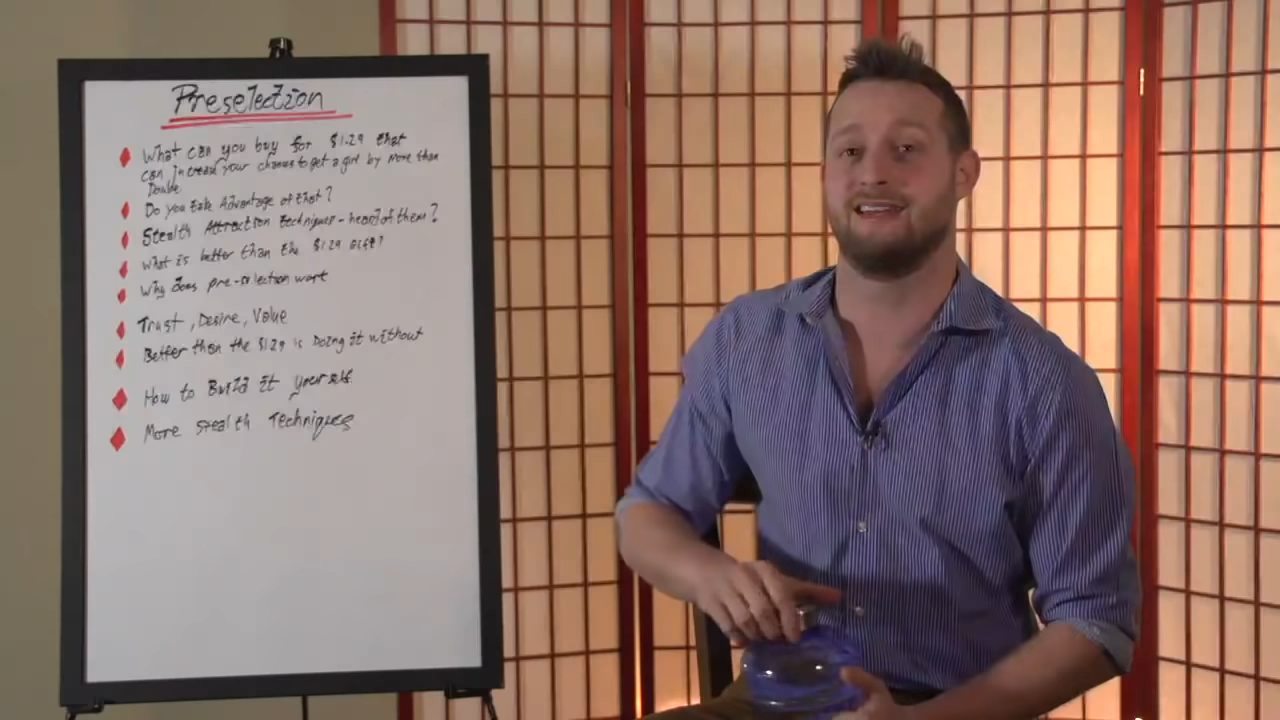 Preselection
What can you buy for $1.29 that
can Increase your chances to get a girl by More than
Double
Do you take Advantage of that?
Stealth Attraction Techniques - heard of them?
What is better than the $1.29 Gift?
Why does pre-selection work
Trust, Desire, Value
Better than the $1.29 is Doing it without
How to Build it yourself.
More Stealth Techniques